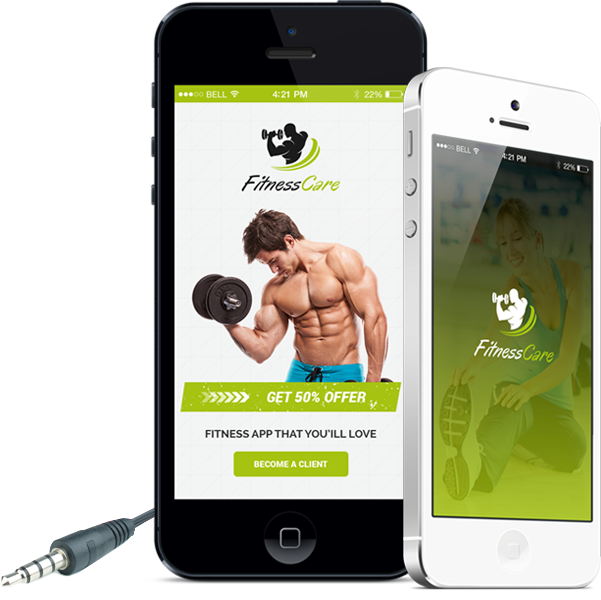 BELL
4:21 PM
22%
FitnessCare
GET 50% OFFER
FITNESS APP THAT YOU'ILL LOVE
BECOME A CLIENT
BELL
4:21 PM
22%
FitnessCare